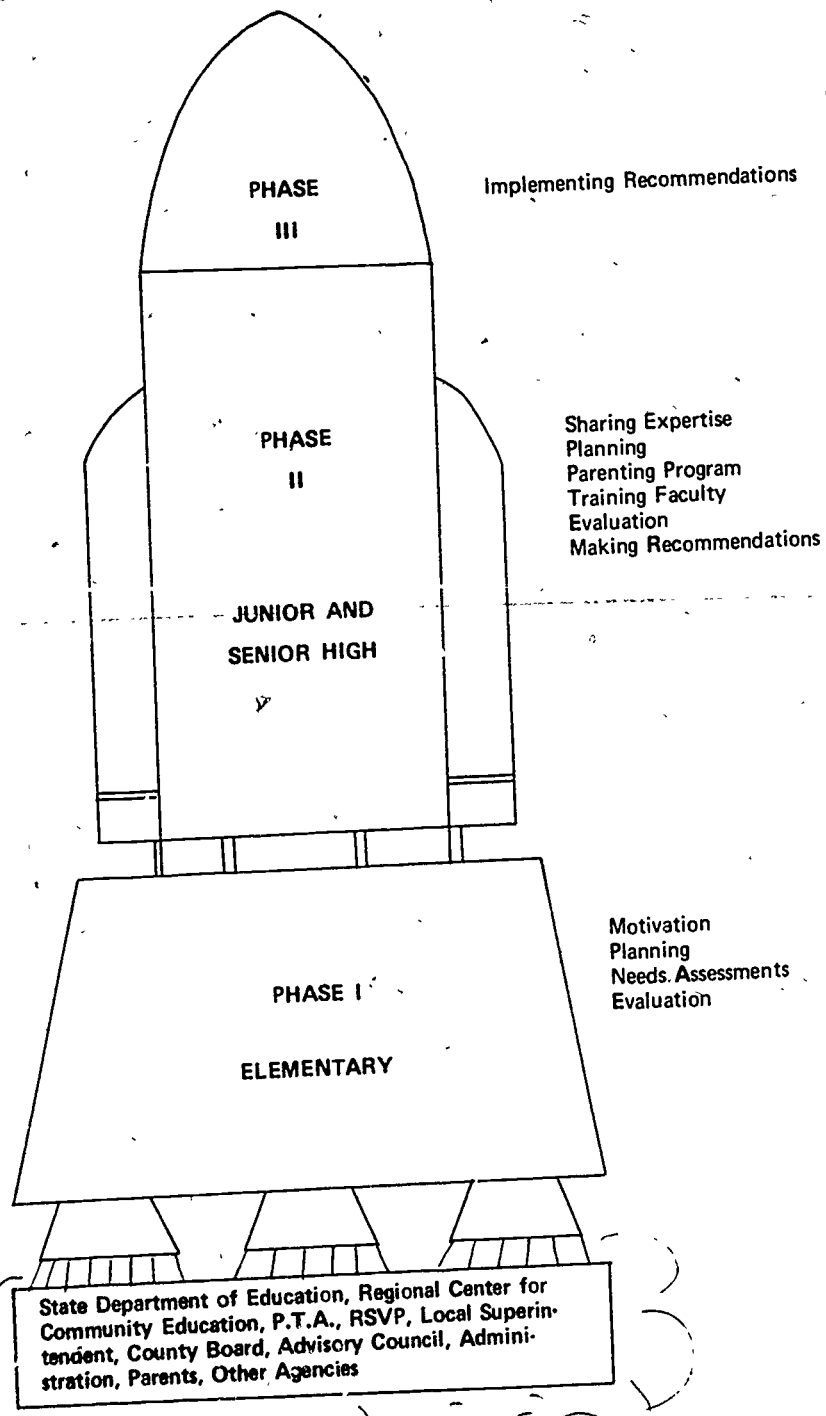 PHASE
III
Implementing Recommendations
PHASE
II
JUNIOR AND
SENIOR HIGH
Sharing Expertise
Planning
Parenting Program
Training Faculty
Evaluation
Making Recommendations
PHASE I
ELEMENTARY
Motivation
Planning
Needs Assessments
Evaluation
State Department of Education, Regional Center for
Community Education, P.T.A., RSVP, Local Superin-
tendent, County Board, Advisory Council, Admini-
stration, Parents, Other Agencies